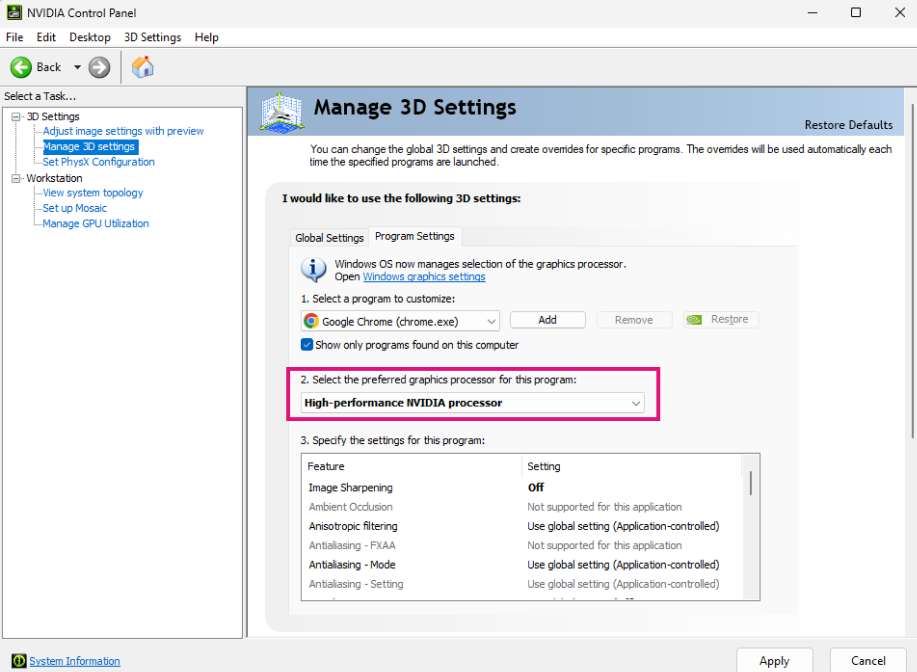 NVIDIA Control Panel
File Edit Desktop 3D Settings Help
Back
Select a Task...
3D Settings
Adjust image settings with preview
Manage 3D settings
Set PhysX Configuration
Workstation
View system topology
Set up Mosaic
Manage GPU Utilization
Manage 3D Settings
Restore Defaults
You can change the global 3D settings and create overrides for specific programs. The overrides will be used automatically each
time the specified programs are launched.
I would like to use the following 3D settings:
Global Settings Program Settings
Windows OS now manages selection of the graphics processor.
Open Windows graphics settings
1. Select a program to customize:
Google Chrome (chrome.exe) Add Remove Restore
Show only programs found on this computer
2. Select the preferred graphics processor for this program:
High-performance NVIDIA processor
3. Specify the settings for this program:
Feature Setting
Image Sharpening Off
Ambient Occlusion Not supported for this application
Anisotropic filtering Use global setting (Application-controlled)
Antialiasing - FXAA Not supported for this application
Antialiasing - Mode Use global setting (Application-controlled)
Antialiasing - Setting Use global setting (Application-controlled)
System Information
Apply Cancel